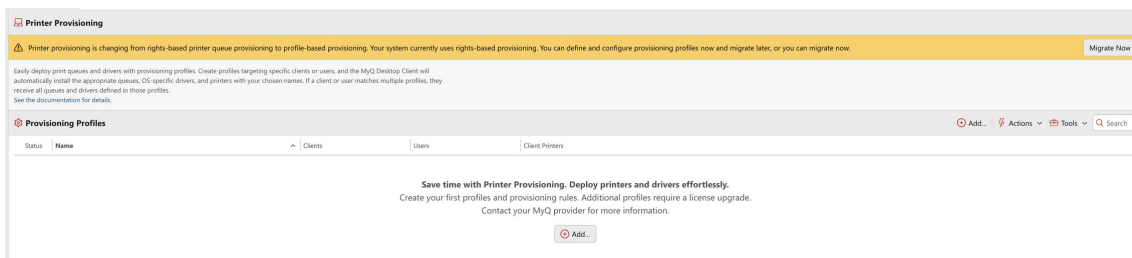 Printer Provisioning
Printer provisioning is changing from rights-based printer queue provisioning to profile-based provisioning. Your system currently uses rights-based provisioning. You can define and configure provisioning profiles now and migrate later, or you can migrate now.
Migrate Now
Easily deploy print queues and drivers with provisioning profiles. Create profiles targeting specific clients or users, and the MyQ Desktop Client will
automatically install the appropriate queues, OS-specific drivers, and printers with your chosen names. If a client or user matches multiple profiles, they
receive all queues and drivers defined in those profiles.
See the documentation for details.
Provisioning Profiles
Add... Actions Tools Search
Status Name Clients Users Client Printers
Save time with Printer Provisioning. Deploy printers and drivers effortlessly.
Create your first profiles and provisioning rules. Additional profiles require a license upgrade.
Contact your MyQ provider for more information.
Add...